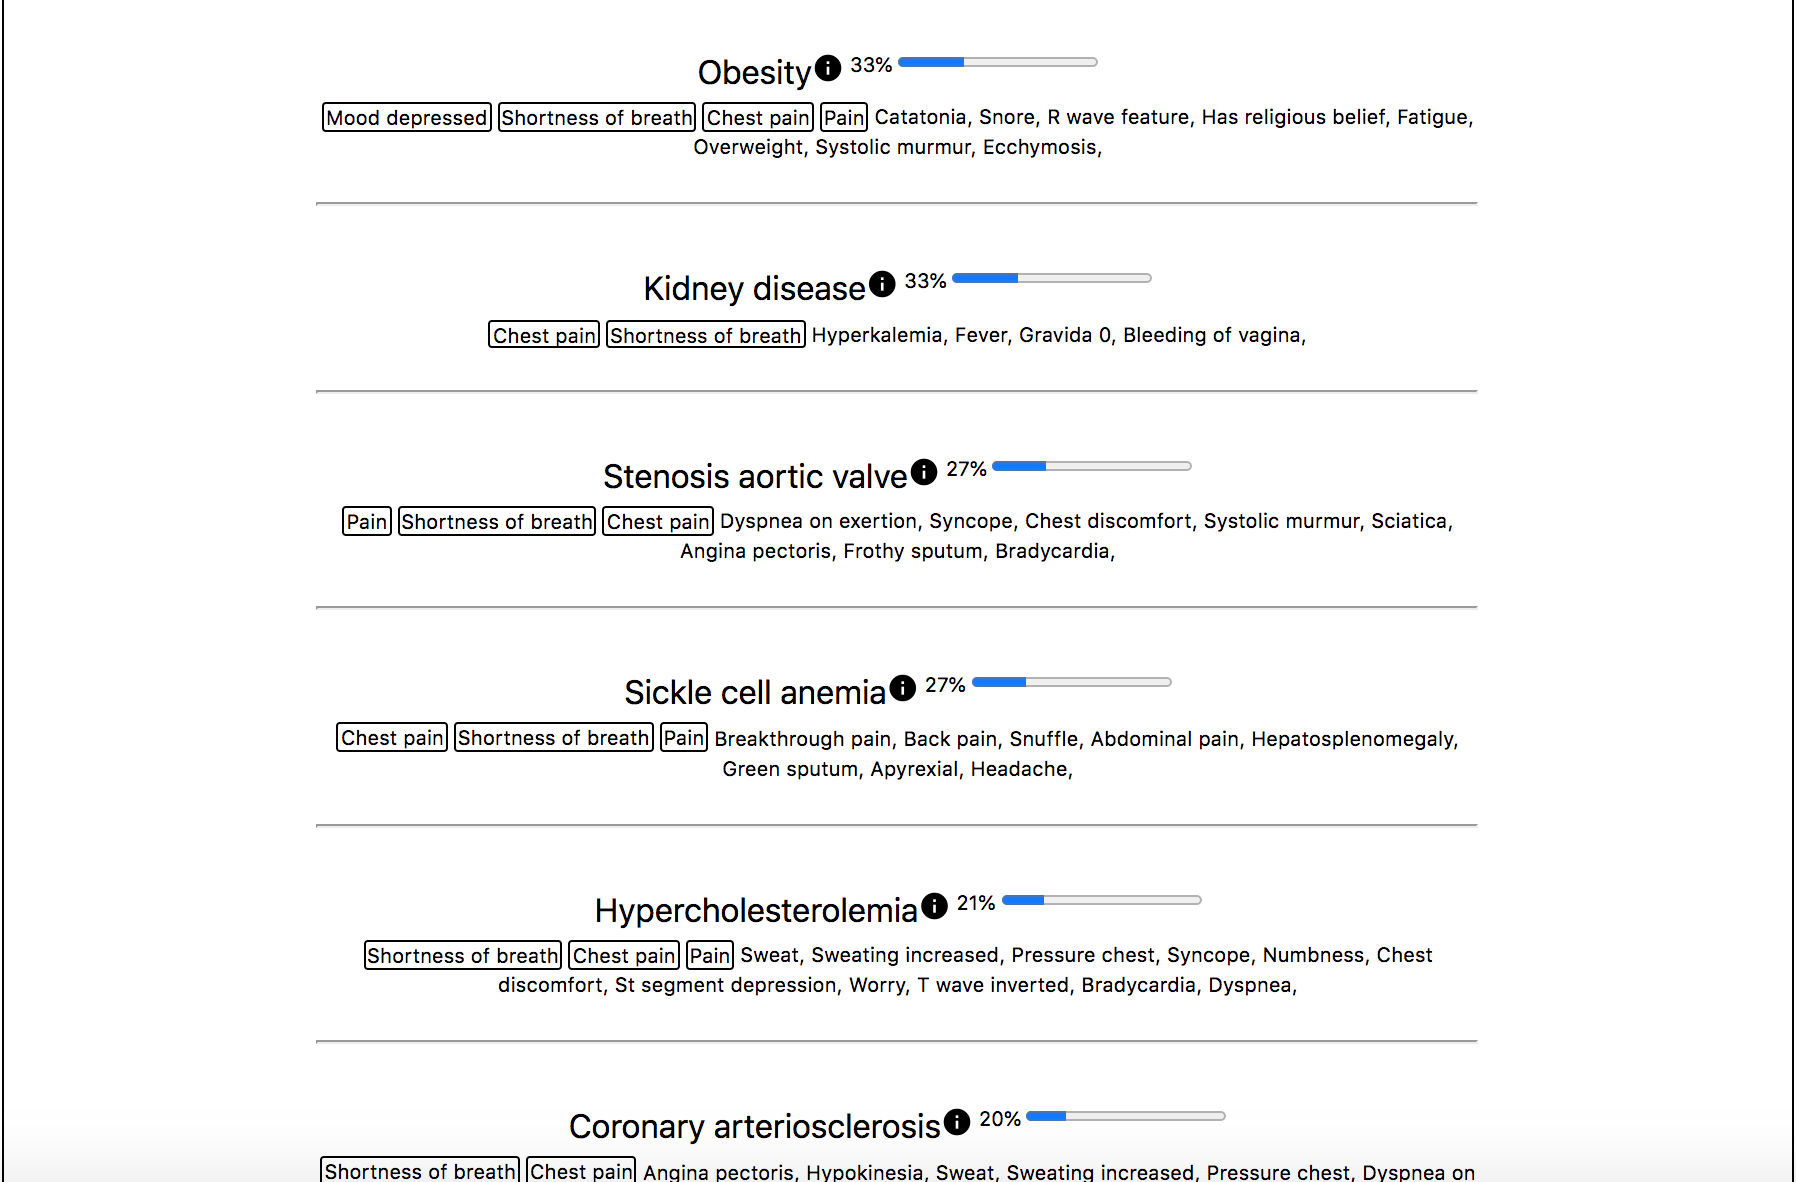 Obesity i 33%
Mood depressed Shortness of breath Chest pain Pain Catatonia, Snore, R wave feature, Has religious belief, Fatigue,
Overweight, Systolic murmur, Ecchymosis,
Kidney disease i 33%
Chest pain Shortness of breath Hyperkalemia, Fever, Gravida 0, Bleeding of vagina,
Stenosis aortic valve i 27%
Pain Shortness of breath Chest pain Dyspnea on exertion, Syncope, Chest discomfort, Systolic murmur, Sciatica,
Angina pectoris, Frothy sputum, Bradycardia,
Sickle cell anemia i 27%
Chest pain Shortness of breath Pain Breakthrough pain, Back pain, Snuffle, Abdominal pain, Hepatosplenomegaly,
Green sputum, Apyrexial, Headache,
Hypercholesterolemia i 21%
Shortness of breath Chest pain Pain Sweat, Sweating increased, Pressure chest, Syncope, Numbness, Chest
discomfort, St segment depression, Worry, T wave inverted, Bradycardia, Dyspnea,
Coronary arteriosclerosis i 20%
Shortness of breath Chest pain Angina pectoris, Hypokinesia, Sweat, Sweating increased, Pressure chest, Dyspnea on